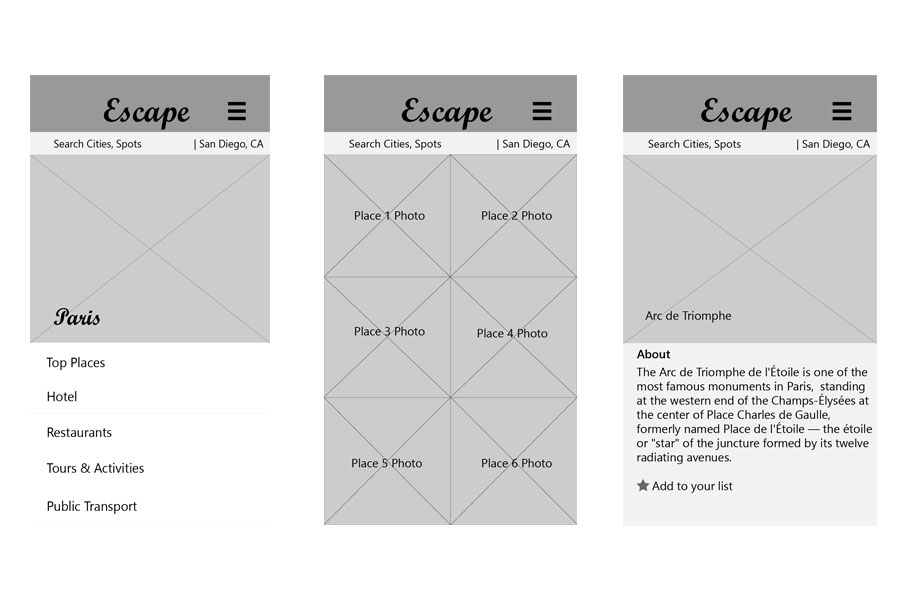 Escape
Search Cities, Spots | San Diego, CA
Paris
Top Places
Hotel
Restaurants
Tours & Activities
Public Transport
Escape
Search Cities, Spots | San Diego, CA
Place 1 Photo Place 2 Photo
Place 3 Photo Place 4 Photo
Place 5 Photo Place 6 Photo
Escape
Search Cities, Spots | San Diego, CA
Arc de Triomphe
About
The Arc de Triomphe de l'Étoile is one of the
most famous monuments in Paris, standing
at the western end of the Champs-Élysées at
the center of Place Charles de Gaulle,
formerly named Place de l'Étoile — the étoile
or "star" of the juncture formed by its twelve
radiating avenues.
Add to your list